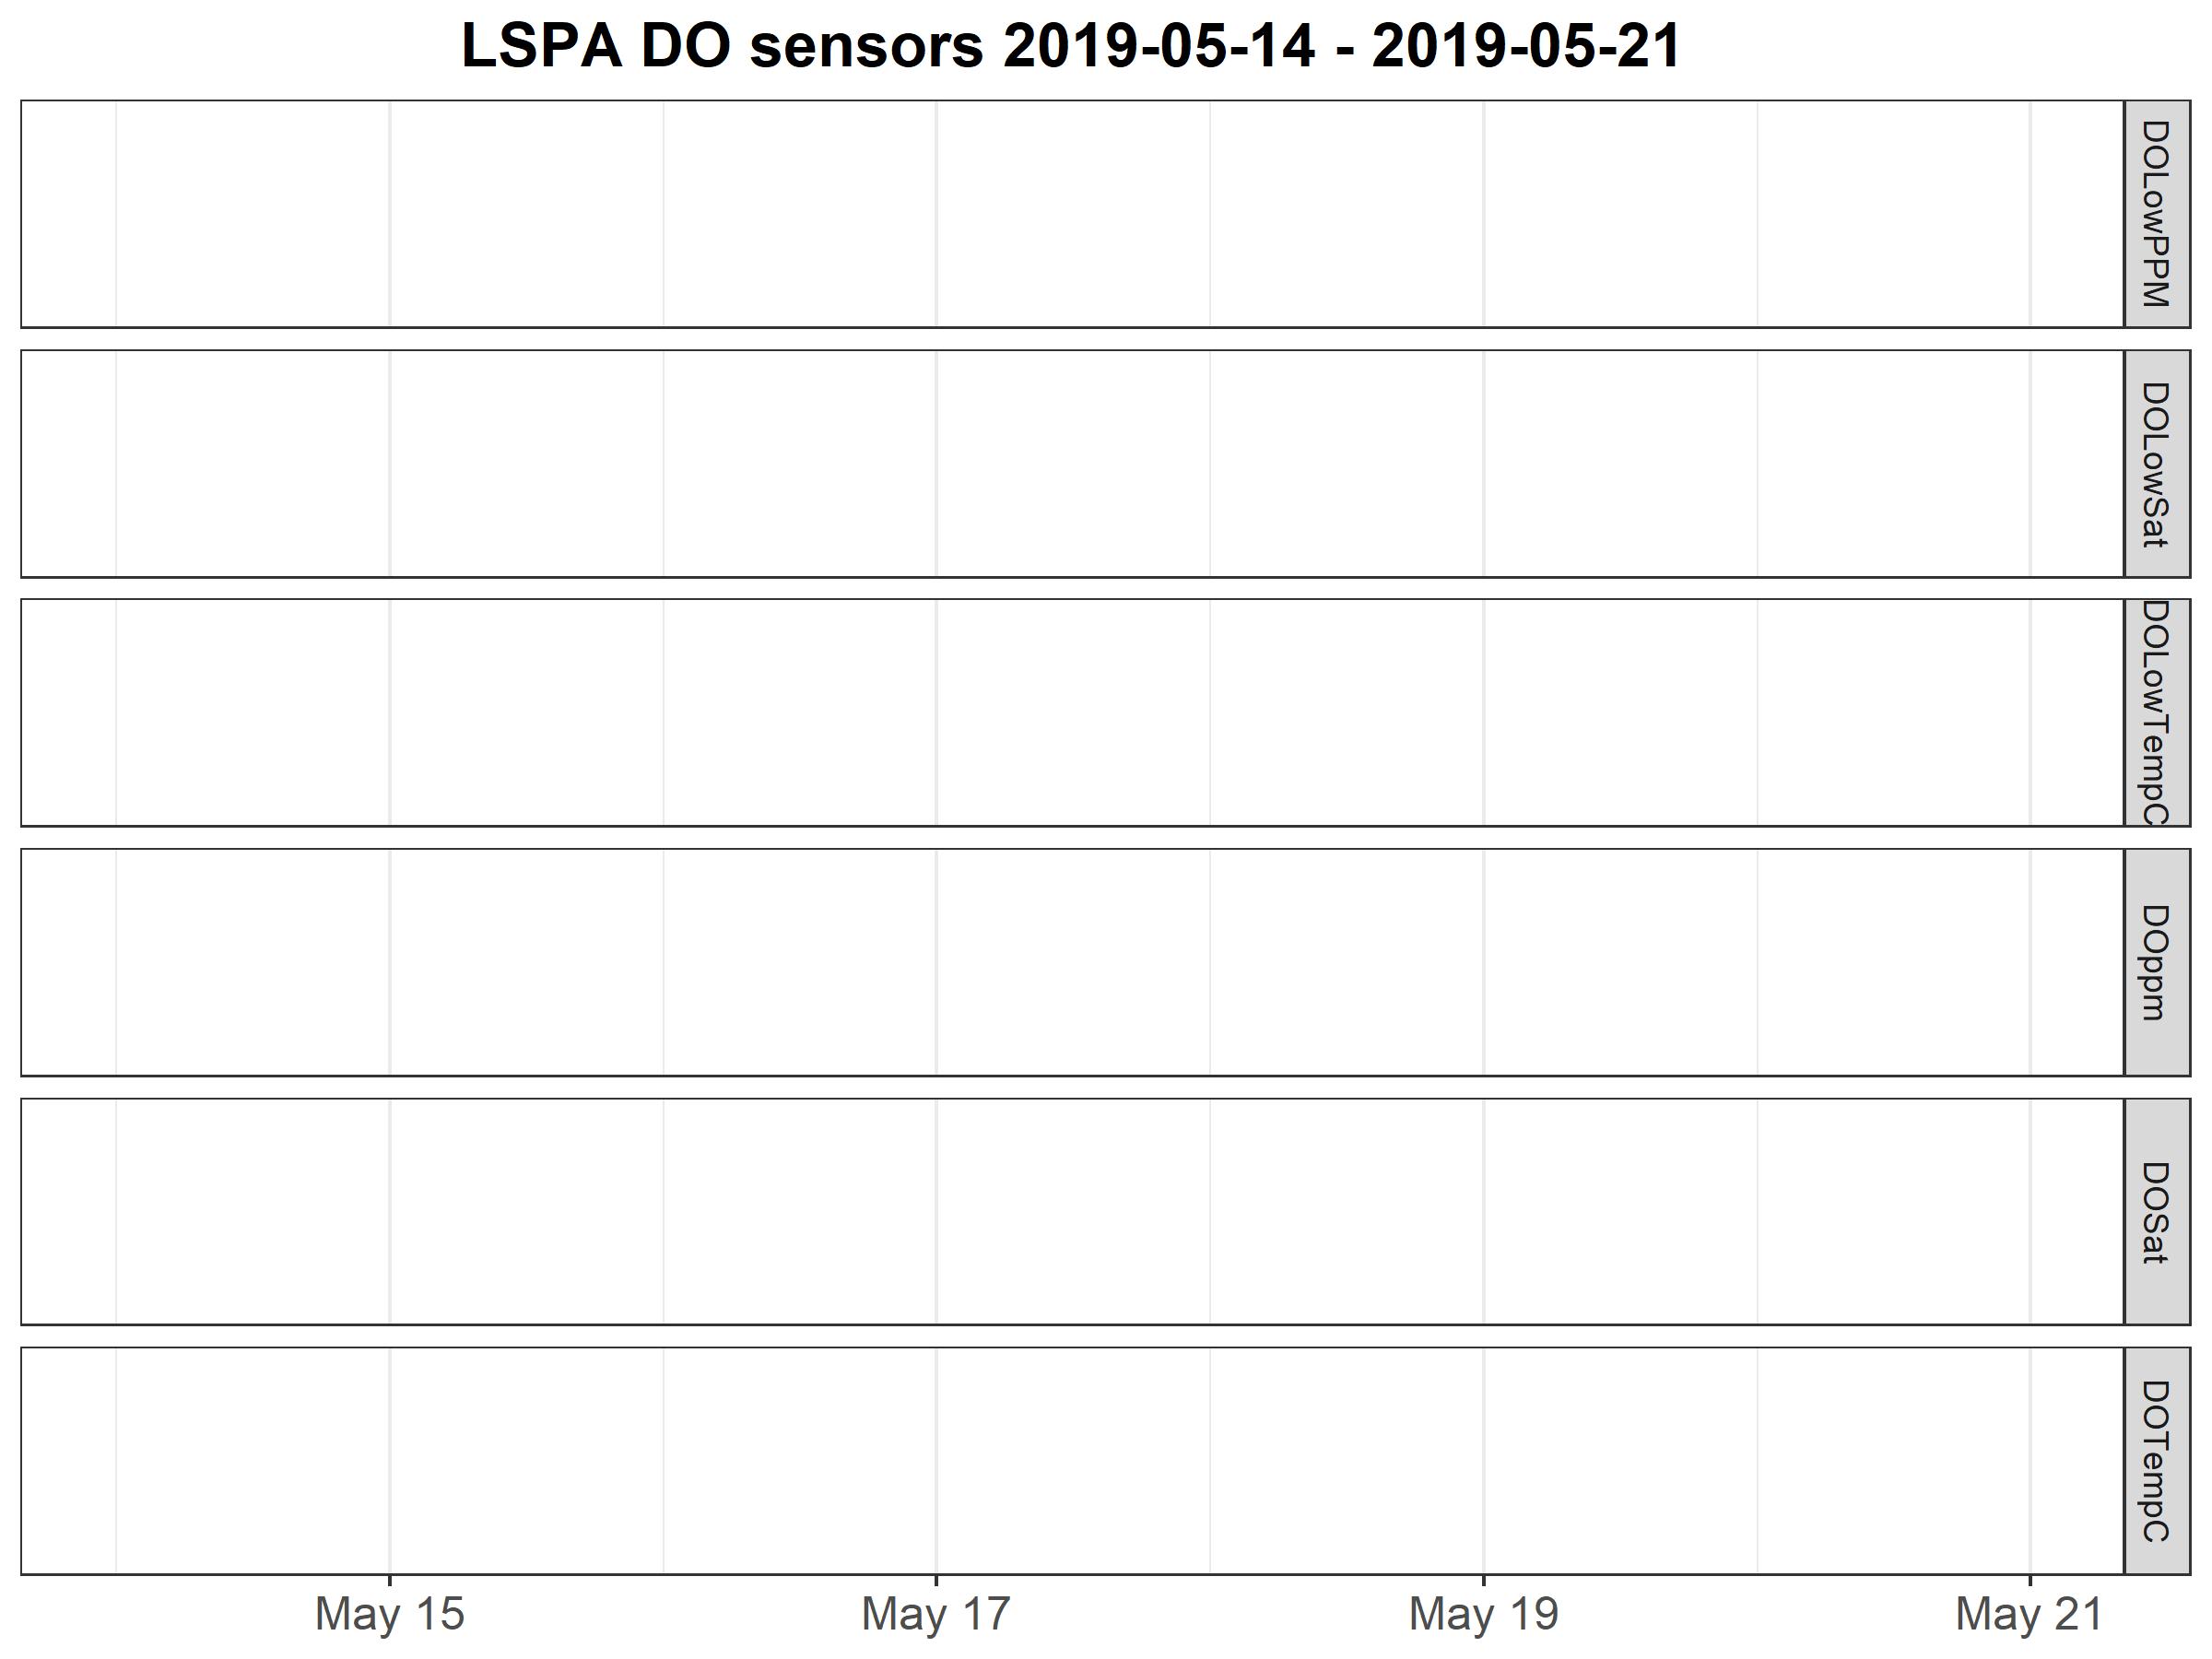 LSPA DO sensors 2019-05-14 - 2019-05-21
DOLowPPM
DOLowSat
DOLowTempC
DOppm
DOSat
DOTempC
May 15
May 17
May 19
May 21